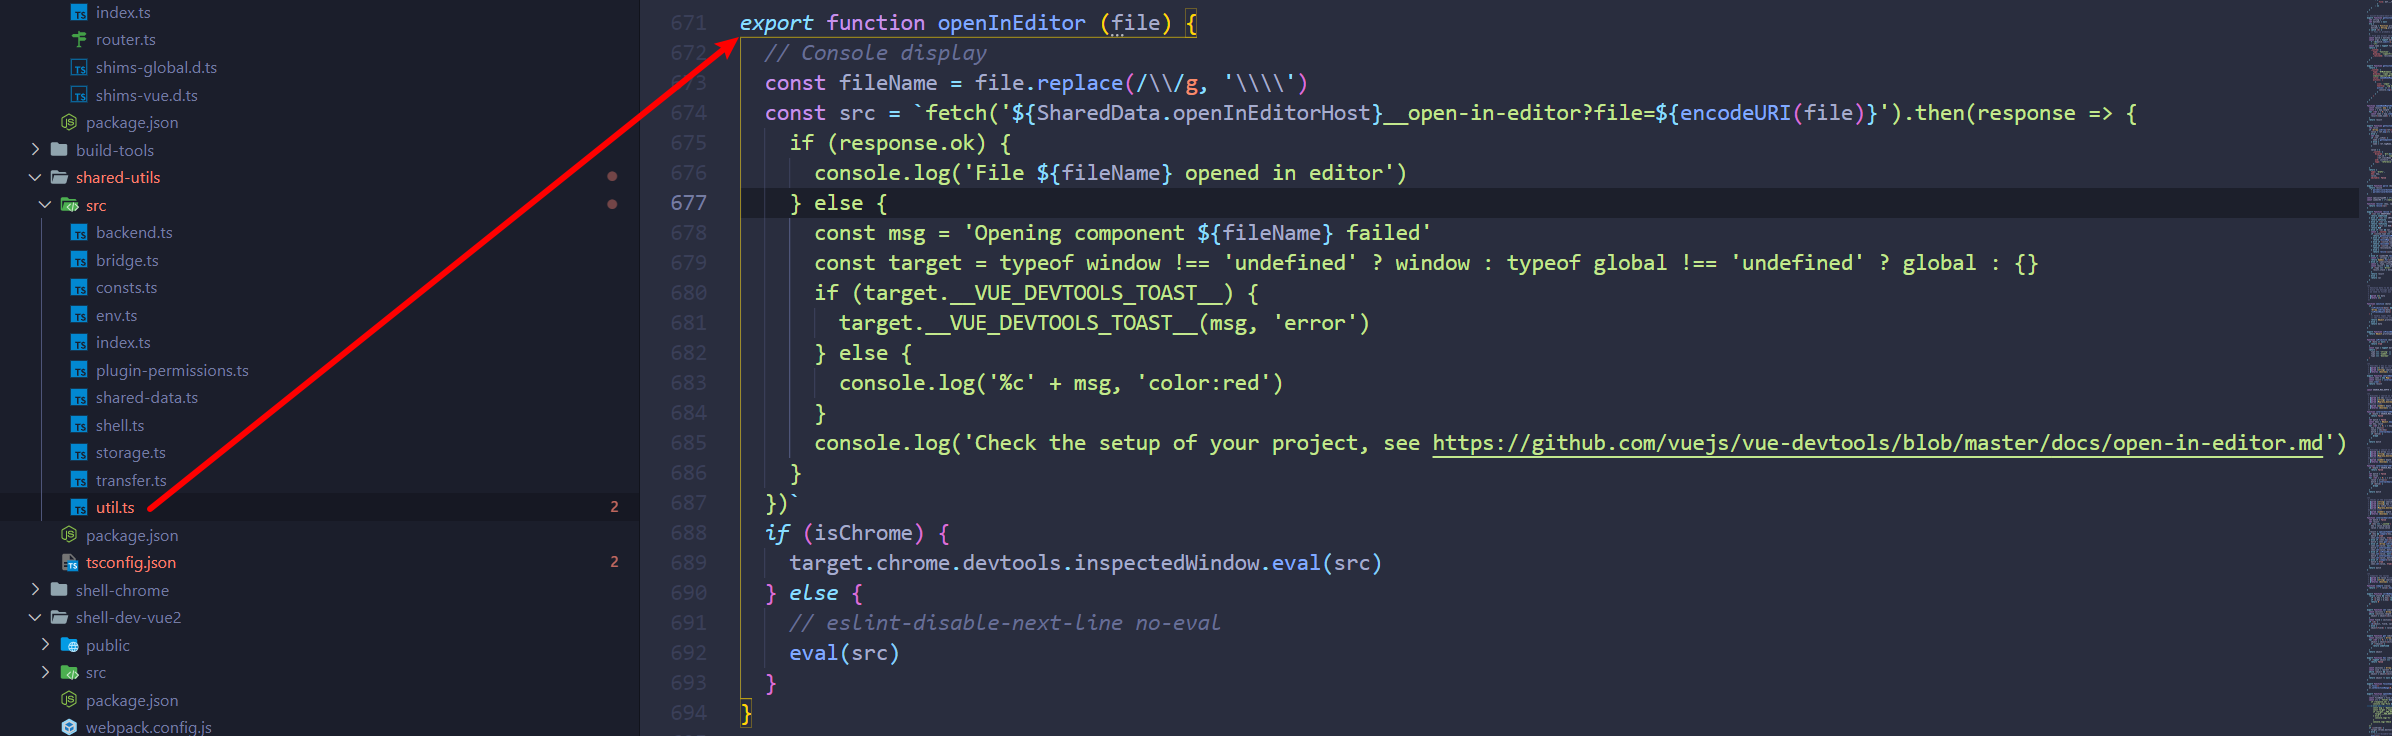 index.ts
router.ts
shims-global.d.ts
shims-vue.d.ts
package.json
build-tools
shared-utils
src
backend.ts
bridge.ts
consts.ts
env.ts
index.ts
plugin-permissions.ts
shared-data.ts
shell.ts
storage.ts
transfer.ts
util.ts 2
package.json
tsconfig.json 2
shell-chrome
shell-dev-vue2
public
src
package.json
webpack.config.js
671 export function openInEditor (file) {
672   // Console display
673   const fileName = file.replace(/\\/g, '\\\\')
674   const src = `fetch('${SharedData.openInEditorHost}__open-in-editor?file=${encodeURI(file)}').then(response => {
675     if (response.ok) {
676       console.log('File ${fileName} opened in editor')
677     } else {
678       const msg = 'Opening component ${fileName} failed'
679       const target = typeof window !== 'undefined' ? window : typeof global !== 'undefined' ? global : {}
680       if (target.__VUE_DEVTOOLS_TOAST__) {
681         target.__VUE_DEVTOOLS_TOAST__(msg, 'error')
682       } else {
683         console.log('%c' + msg, 'color:red')
684       }
685       console.log('Check the setup of your project, see https://github.com/vuejs/vue-devtools/blob/master/docs/open-in-editor.md')
686     }
687   })`
688   if (isChrome) {
689     target.chrome.devtools.inspectedWindow.eval(src)
690   } else {
691     // eslint-disable-next-line no-eval
692     eval(src)
693   }
694 }